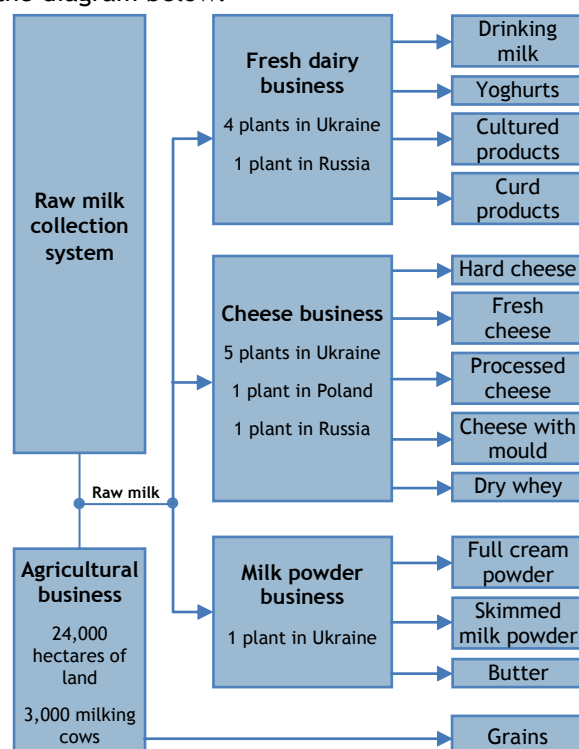 the diagram below.
Raw milk
collection
system
Raw milk
Agricultural
business
24,000
hectares of
land
3,000 milking
cows
Fresh dairy
business
4 plants in Ukraine
1 plant in Russia
Drinking
milk
Yoghurts
Cultured
products
Curd
products
Cheese business
5 plants in Ukraine
1 plant in Poland
1 plant in Russia
Hard cheese
Fresh
cheese
Processed
cheese
Cheese with
mould
Dry whey
Milk powder
business
1 plant in Ukraine
Full cream
powder
Skimmed
milk powder
Butter
Grains